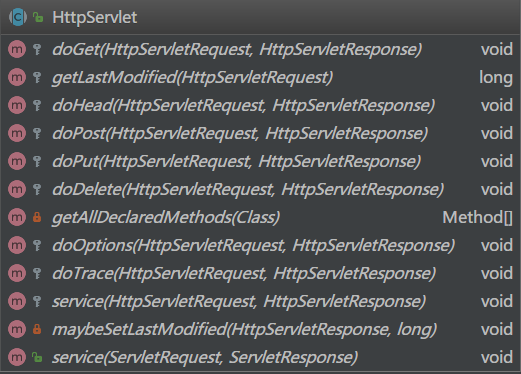 C HttpServlet
m doGet(HttpServletRequest, HttpServletResponse) void
m getLastModified(HttpServletRequest) long
m doHead(HttpServletRequest, HttpServletResponse) void
m doPost(HttpServletRequest, HttpServletResponse) void
m doPut(HttpServletRequest, HttpServletResponse) void
m doDelete(HttpServletRequest, HttpServletResponse) void
m getAllDeclaredMethods(Class) Method[]
m doOptions(HttpServletRequest, HttpServletResponse) void
m doTrace(HttpServletRequest, HttpServletResponse) void
m service(HttpServletRequest, HttpServletResponse) void
m maybeSetLastModified(HttpServletResponse, long) void
m service(ServletRequest, ServletResponse) void